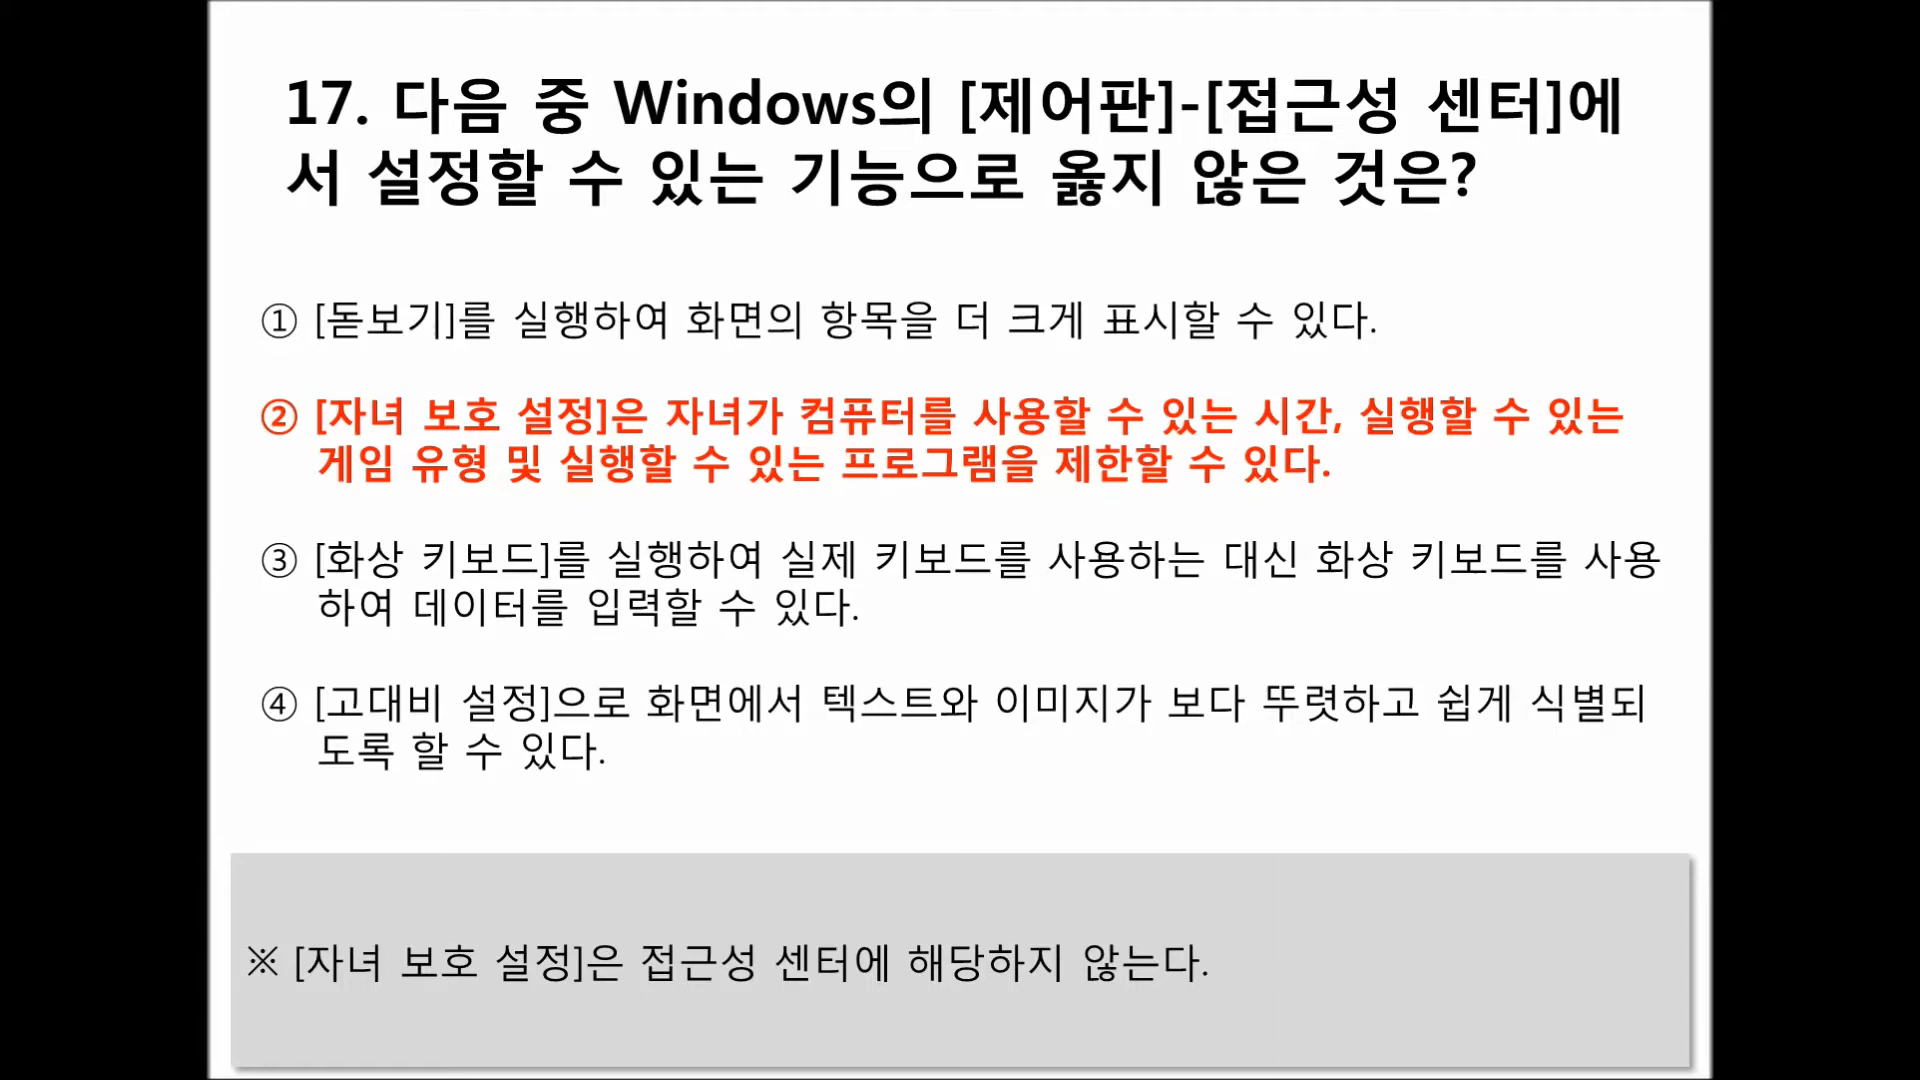 17. 다음 중 Windows의 [제어판]-[접근성 센터]에
서 설정할 수 있는 기능으로 옳지 않은 것은?
① [돋보기]를 실행하여 화면의 항목을 더 크게 표시할 수 있다.
② [자녀 보호 설정]은 자녀가 컴퓨터를 사용할 수 있는 시간, 실행할 수 있는
게임 유형 및 실행할 수 있는 프로그램을 제한할 수 있다.
③ [화상 키보드]를 실행하여 실제 키보드를 사용하는 대신 화상 키보드를 사용
하여 데이터를 입력할 수 있다.
④ [고대비 설정]으로 화면에서 텍스트와 이미지가 보다 뚜렷하고 쉽게 식별되
도록 할 수 있다.
※ [자녀 보호 설정]은 접근성 센터에 해당하지 않는다.